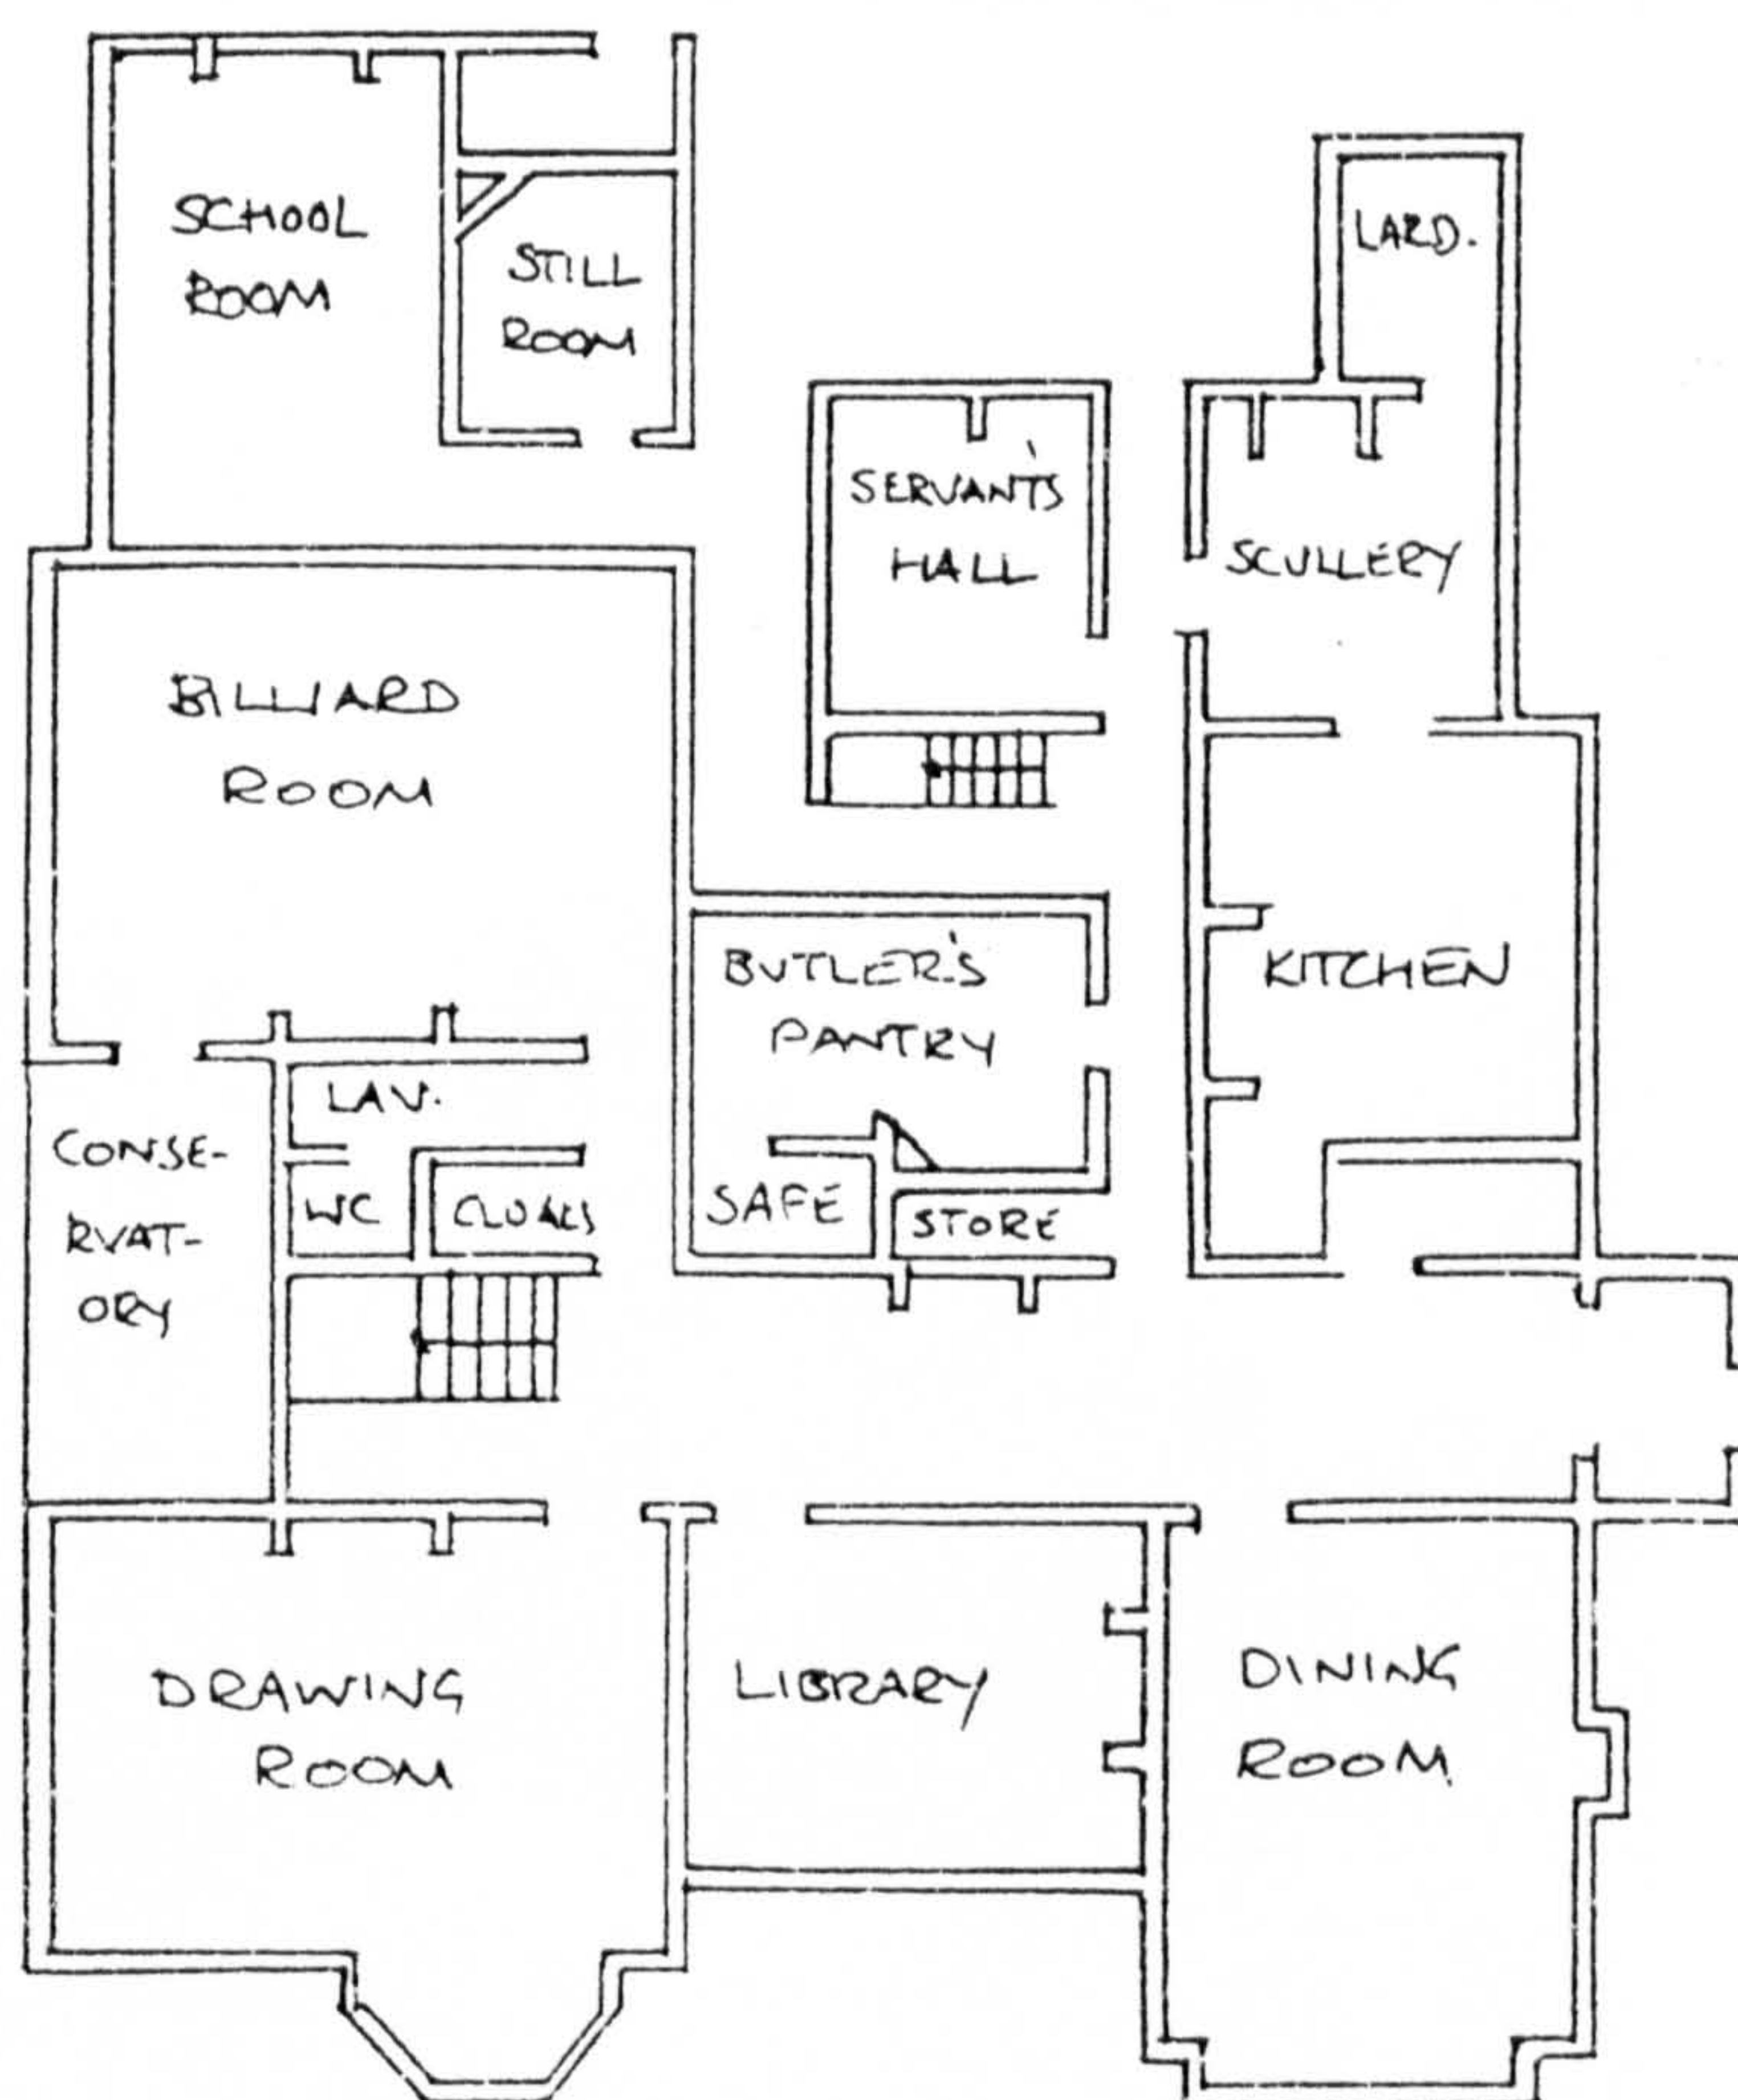 SCHOOL
ROOM
STILL
ROOM
LARD.
SERVANT'S
HALL
SCULLERY
BILLIARD
ROOM
BUTLER'S
PANTRY
KITCHEN
LAV.
CONSE-
RVAT-
ORY
WC
CLOAKS
SAFE
STORE
DRAWING
ROOM
LIBRARY
DINING
ROOM